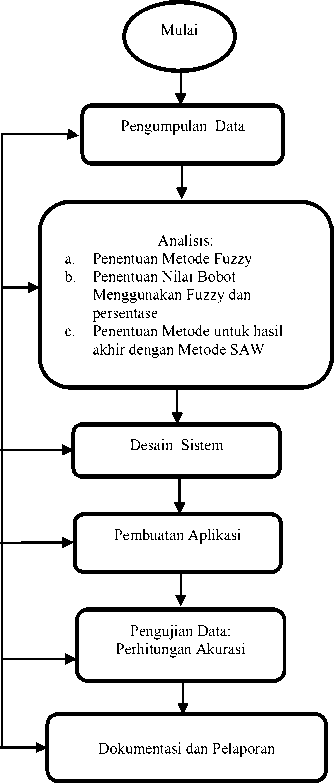 Mulai
Pengumpulan Data
Analisis:
a. Penentuan Metode Fuzzy
b. Penentuan Nilai Bobot
Menggunakan Fuzzy dan
persentase
c. Penentuan Metode untuk hasil
akhir dengan Metode SAW
Desain Sistem
Pembuatan Aplikasi
Pengujian Data:
Perhitungan Akurasi
Dokumentasi dan Pelaporan